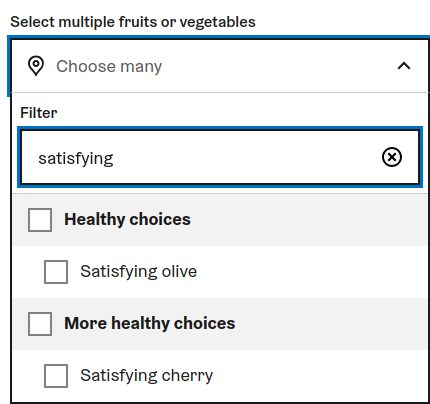 Select multiple fruits or vegetables
Choose many
Filter
satisfying
Healthy choices
Satisfying olive
More healthy choices
Satisfying cherry